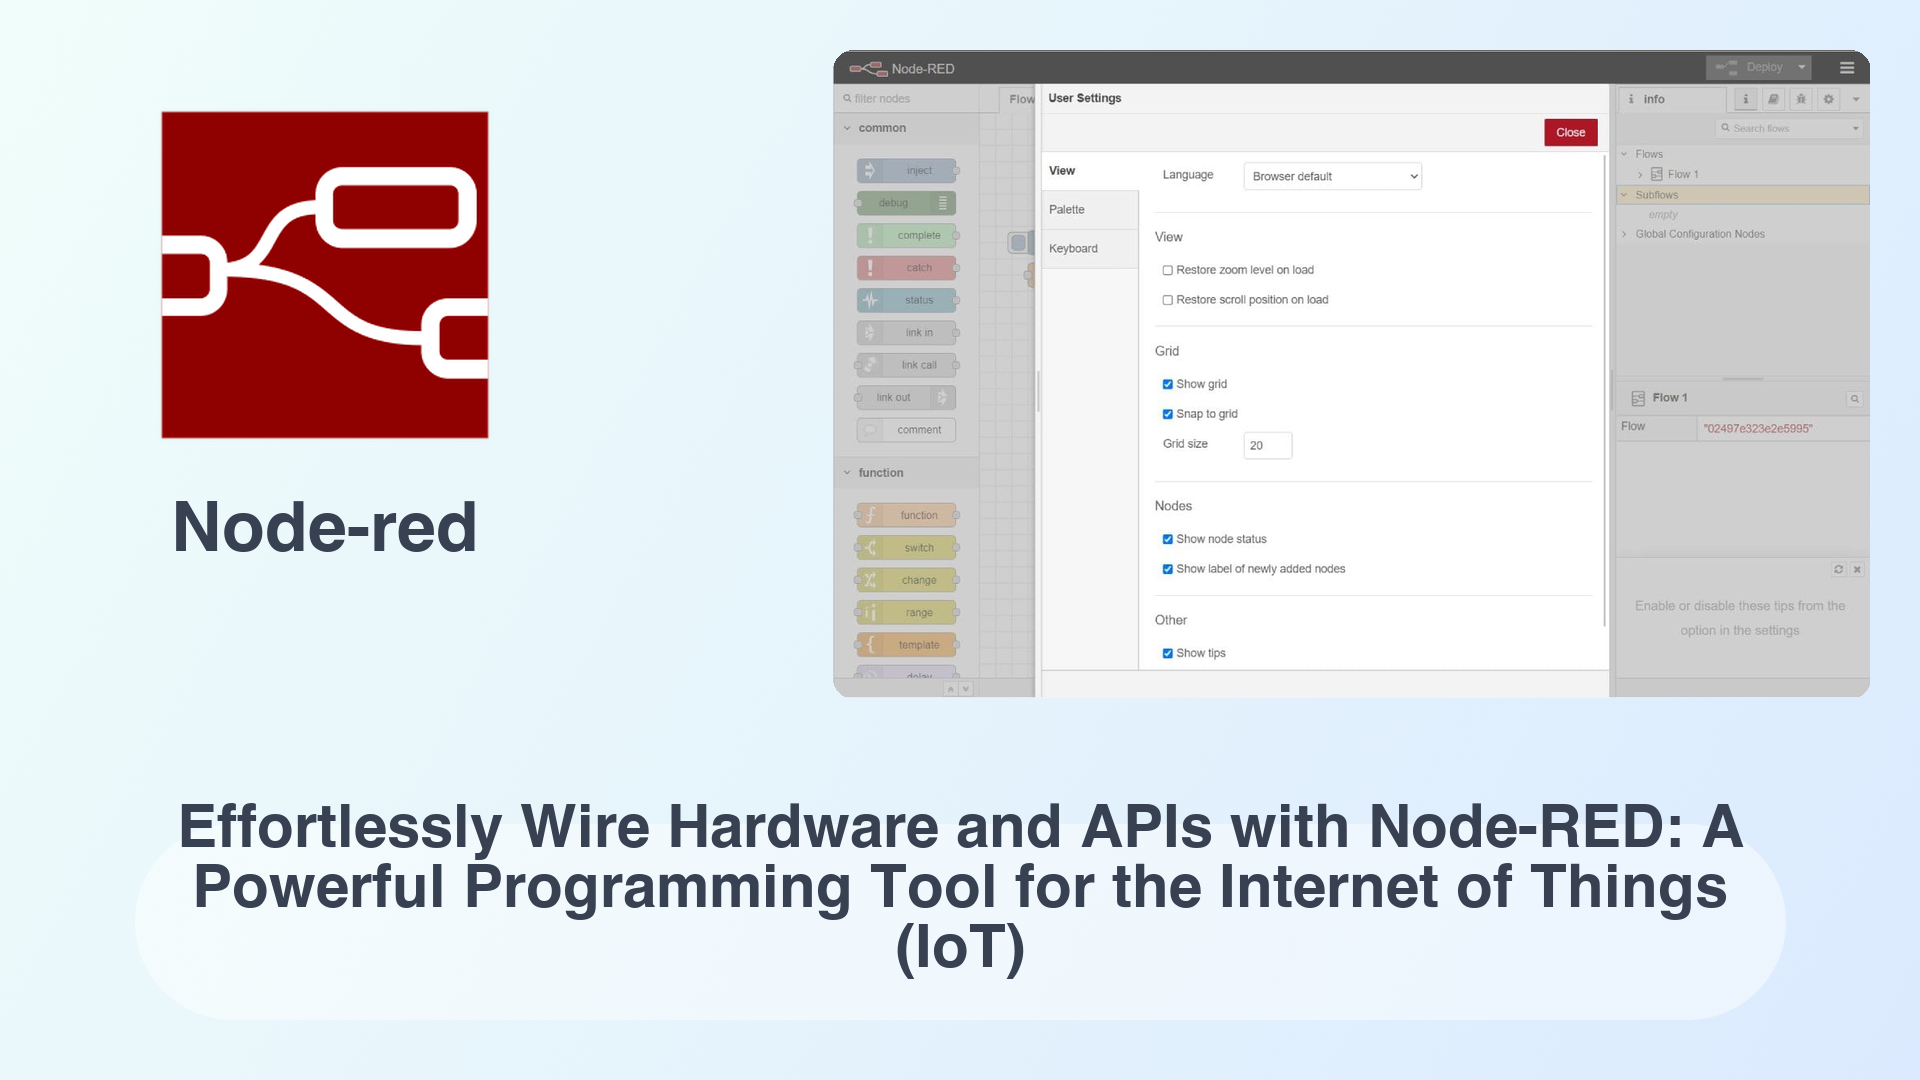 Node-red
Node-RED
Deploy
filter nodes
Flow
common
inject
debug
complete
catch
status
link in
link call
link out
comment
function
function
switch
change
range
template
delay
User Settings
Close
View
Palette
Keyboard
Language
Browser default
View
Restore zoom level on load
Restore scroll position on load
Grid
Show grid
Snap to grid
Grid size
20
Nodes
Show node status
Show label of newly added nodes
Other
Show tips
info
Search flows
Flows
Flow 1
Subflows
empty
Global Configuration Nodes
Flow 1
Flow
"02497e323e2e5995"
Enable or disable these tips from the
option in the settings
Effortlessly Wire Hardware and APIs with Node-RED: A
Powerful Programming Tool for the Internet of Things
(IoT)